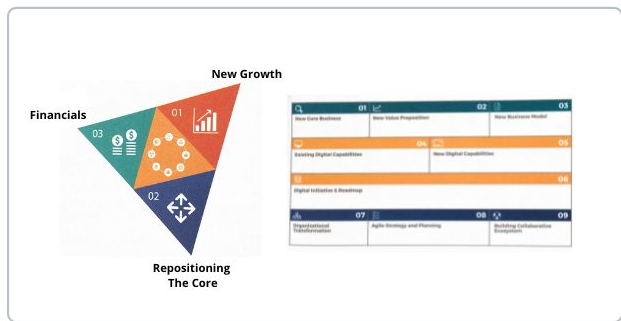 New Growth
Financials
01
03
02
Repositioning
The Core
01 02 03
New Core Business New Value Proposition New Business Model
04 05
Existing Digital Capabilities New Digital Capabilities
06
Digital Initiative & Roadmap
07 08 09
Organizational Agile Strategy and Planning Building Collaborative
Transformation Ecosystem